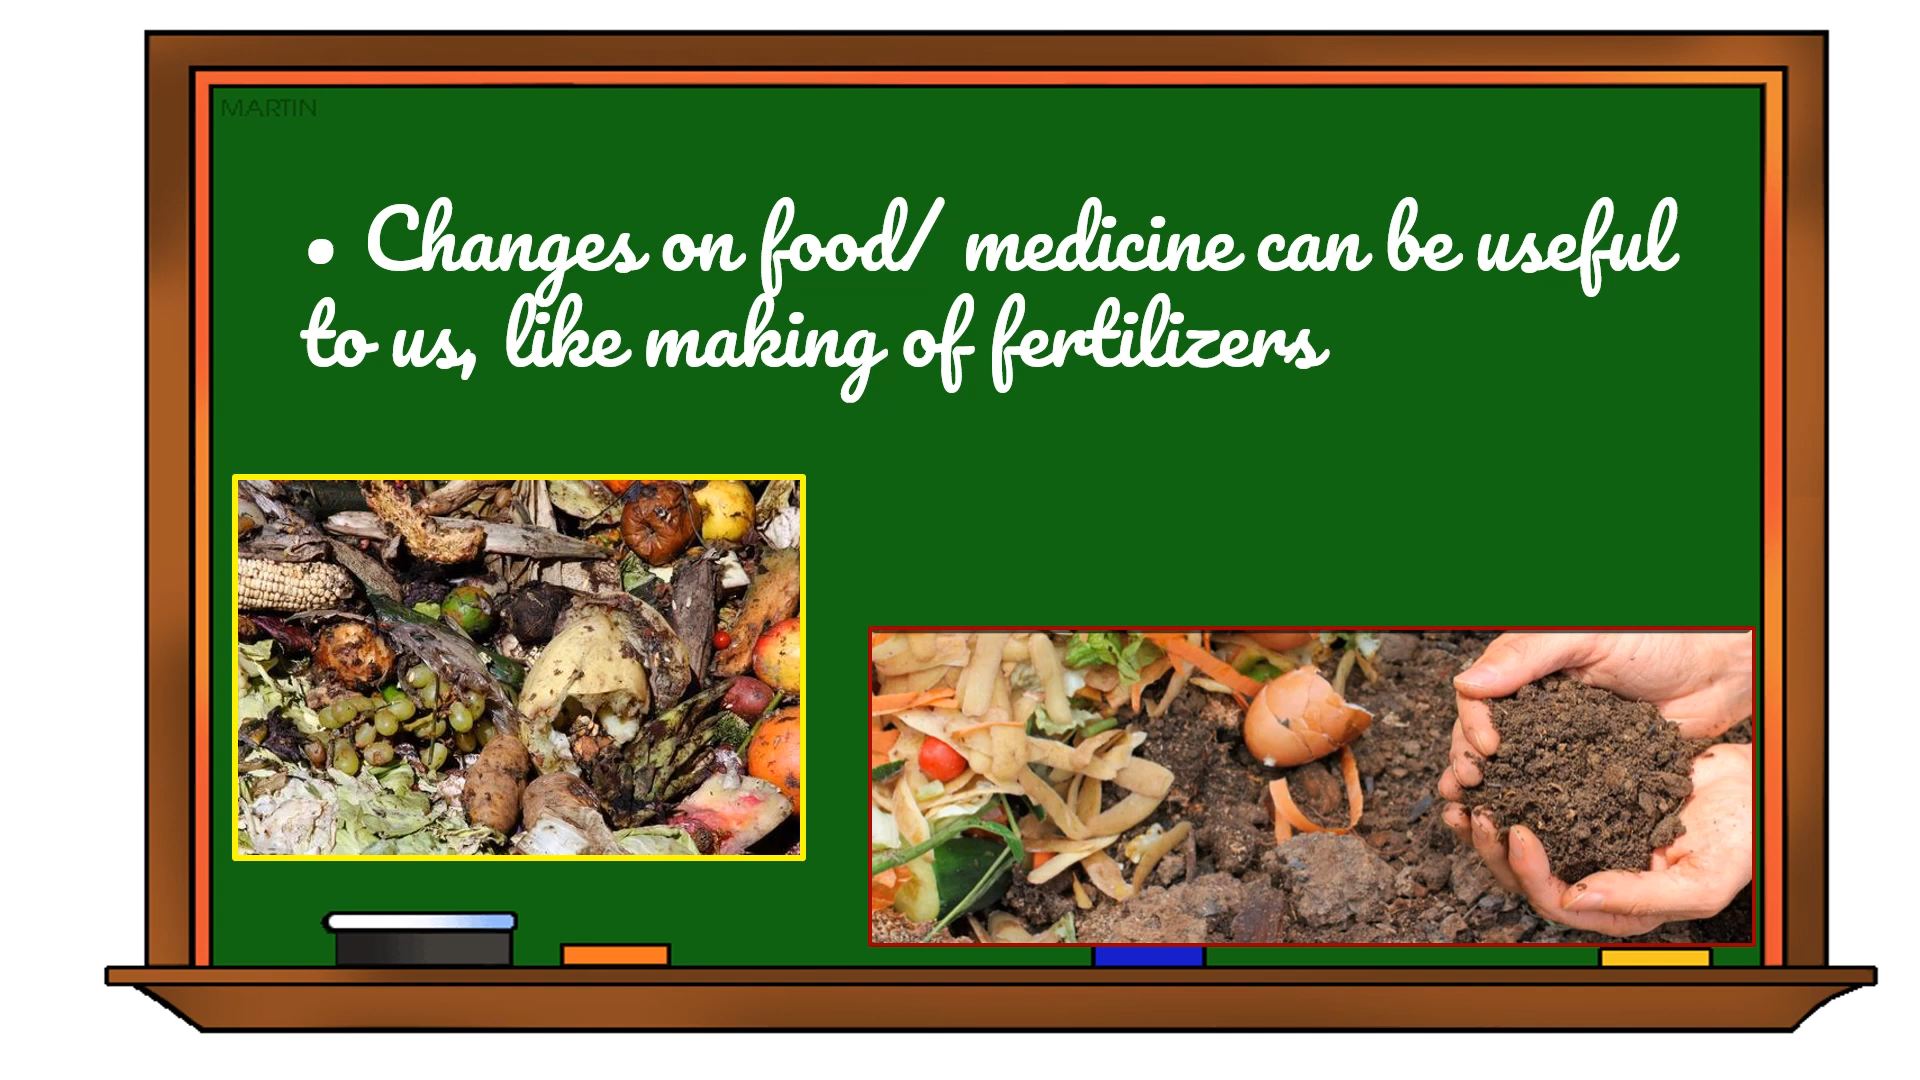 MARTIN
• Changes on food/ medicine can be useful
to us, like making of fertilizers